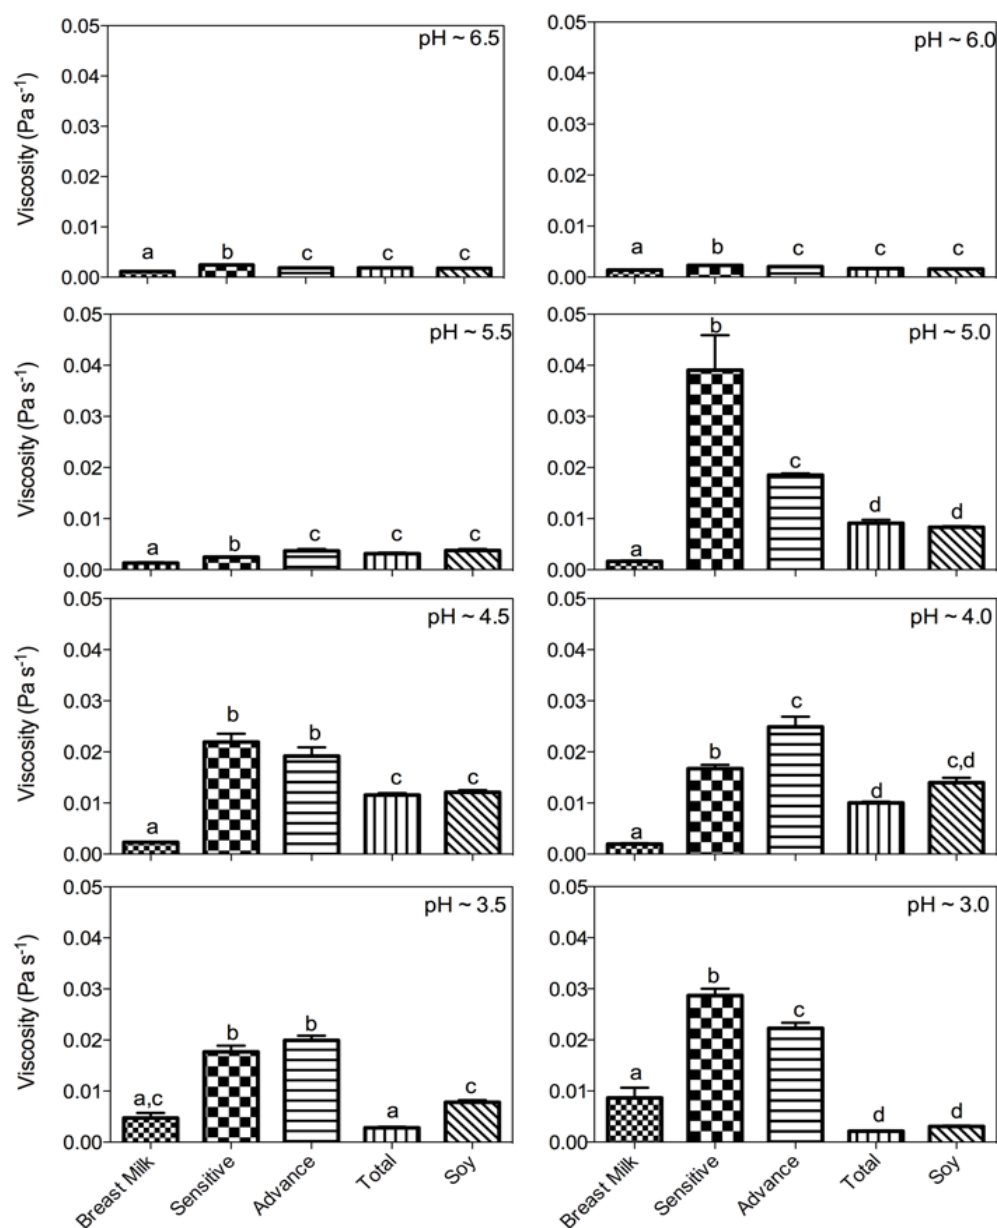 pH ~ 6.5
Viscosity (Pa s⁻¹)
0.05
0.04
0.03
0.02
0.01
0.00
a b c c c
pH ~ 6.0
0.05
0.04
0.03
0.02
0.01
0.00
a b c c c
pH ~ 5.5
Viscosity (Pa s⁻¹)
0.05
0.04
0.03
0.02
0.01
0.00
a b c c c
pH ~ 5.0
0.05
0.04
0.03
0.02
0.01
0.00
a b c d d
pH ~ 4.5
Viscosity (Pa s⁻¹)
0.05
0.04
0.03
0.02
0.01
0.00
a b b c c
pH ~ 4.0
0.05
0.04
0.03
0.02
0.01
0.00
a b c d c,d
pH ~ 3.5
Viscosity (Pa s⁻¹)
0.05
0.04
0.03
0.02
0.01
0.00
a,c b b a c
Breast Milk Sensitive Advance Total Soy
pH ~ 3.0
0.05
0.04
0.03
0.02
0.01
0.00
a b c d d
Breast Milk Sensitive Advance Total Soy